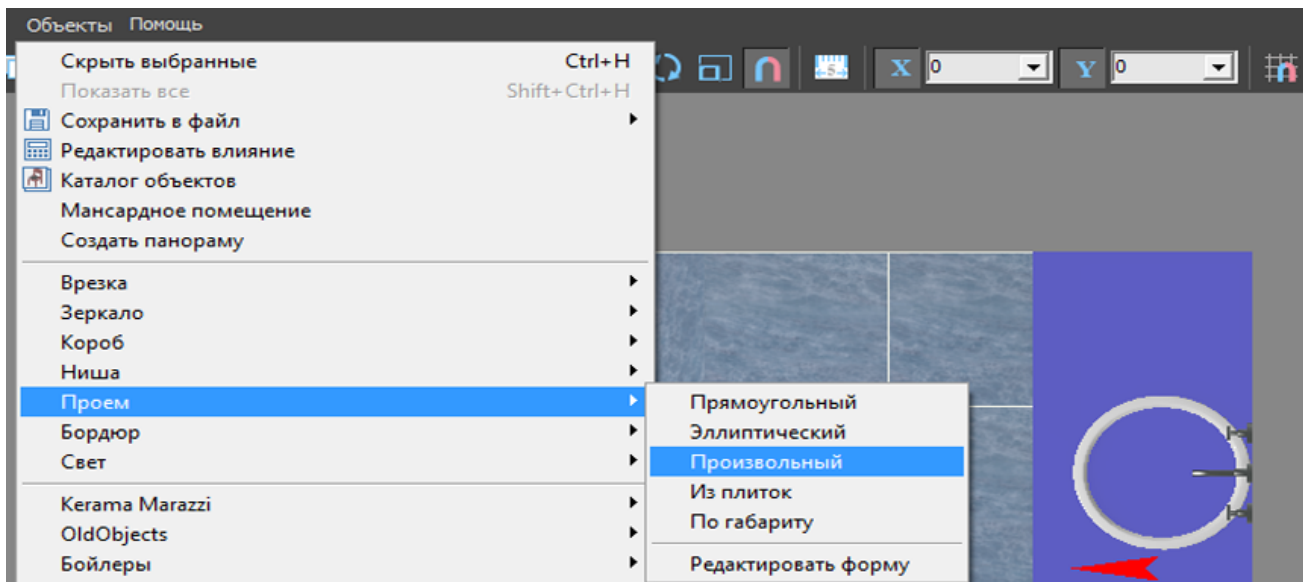 Объекты Помощь
Скрыть выбранные Ctrl+H
Показать все Shift+Ctrl+H
5 X 0 Y 0
Сохранить в файл
Редактировать влияние
Каталог объектов
Мансардное помещение
Создать панораму
Врезка
Зеркало
Короб
Ниша
Проем
Бордюр
Свет
Kerama Marazzi
OldObjects
Бойлеры
Прямоугольный
Эллиптический
Произвольный
Из плиток
По габариту
Редактировать форму